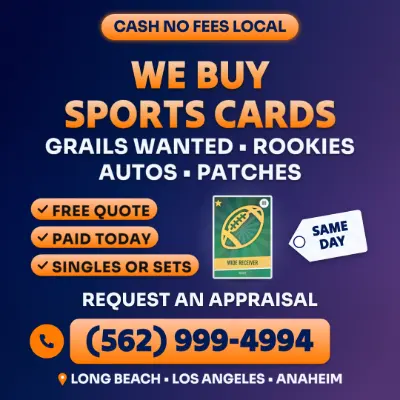 CASH NO FEES LOCAL
WE BUY
SPORTS CARDS
GRAILS WANTED • ROOKIES
AUTOS • PATCHES
✓ FREE QUOTE
✓ PAID TODAY
✓ SINGLES OR SETS
WIDE RECEIVER
SAME
DAY
REQUEST AN APPRAISAL
(562) 999-4994
LONG BEACH • LOS ANGELES • ANAHEIM